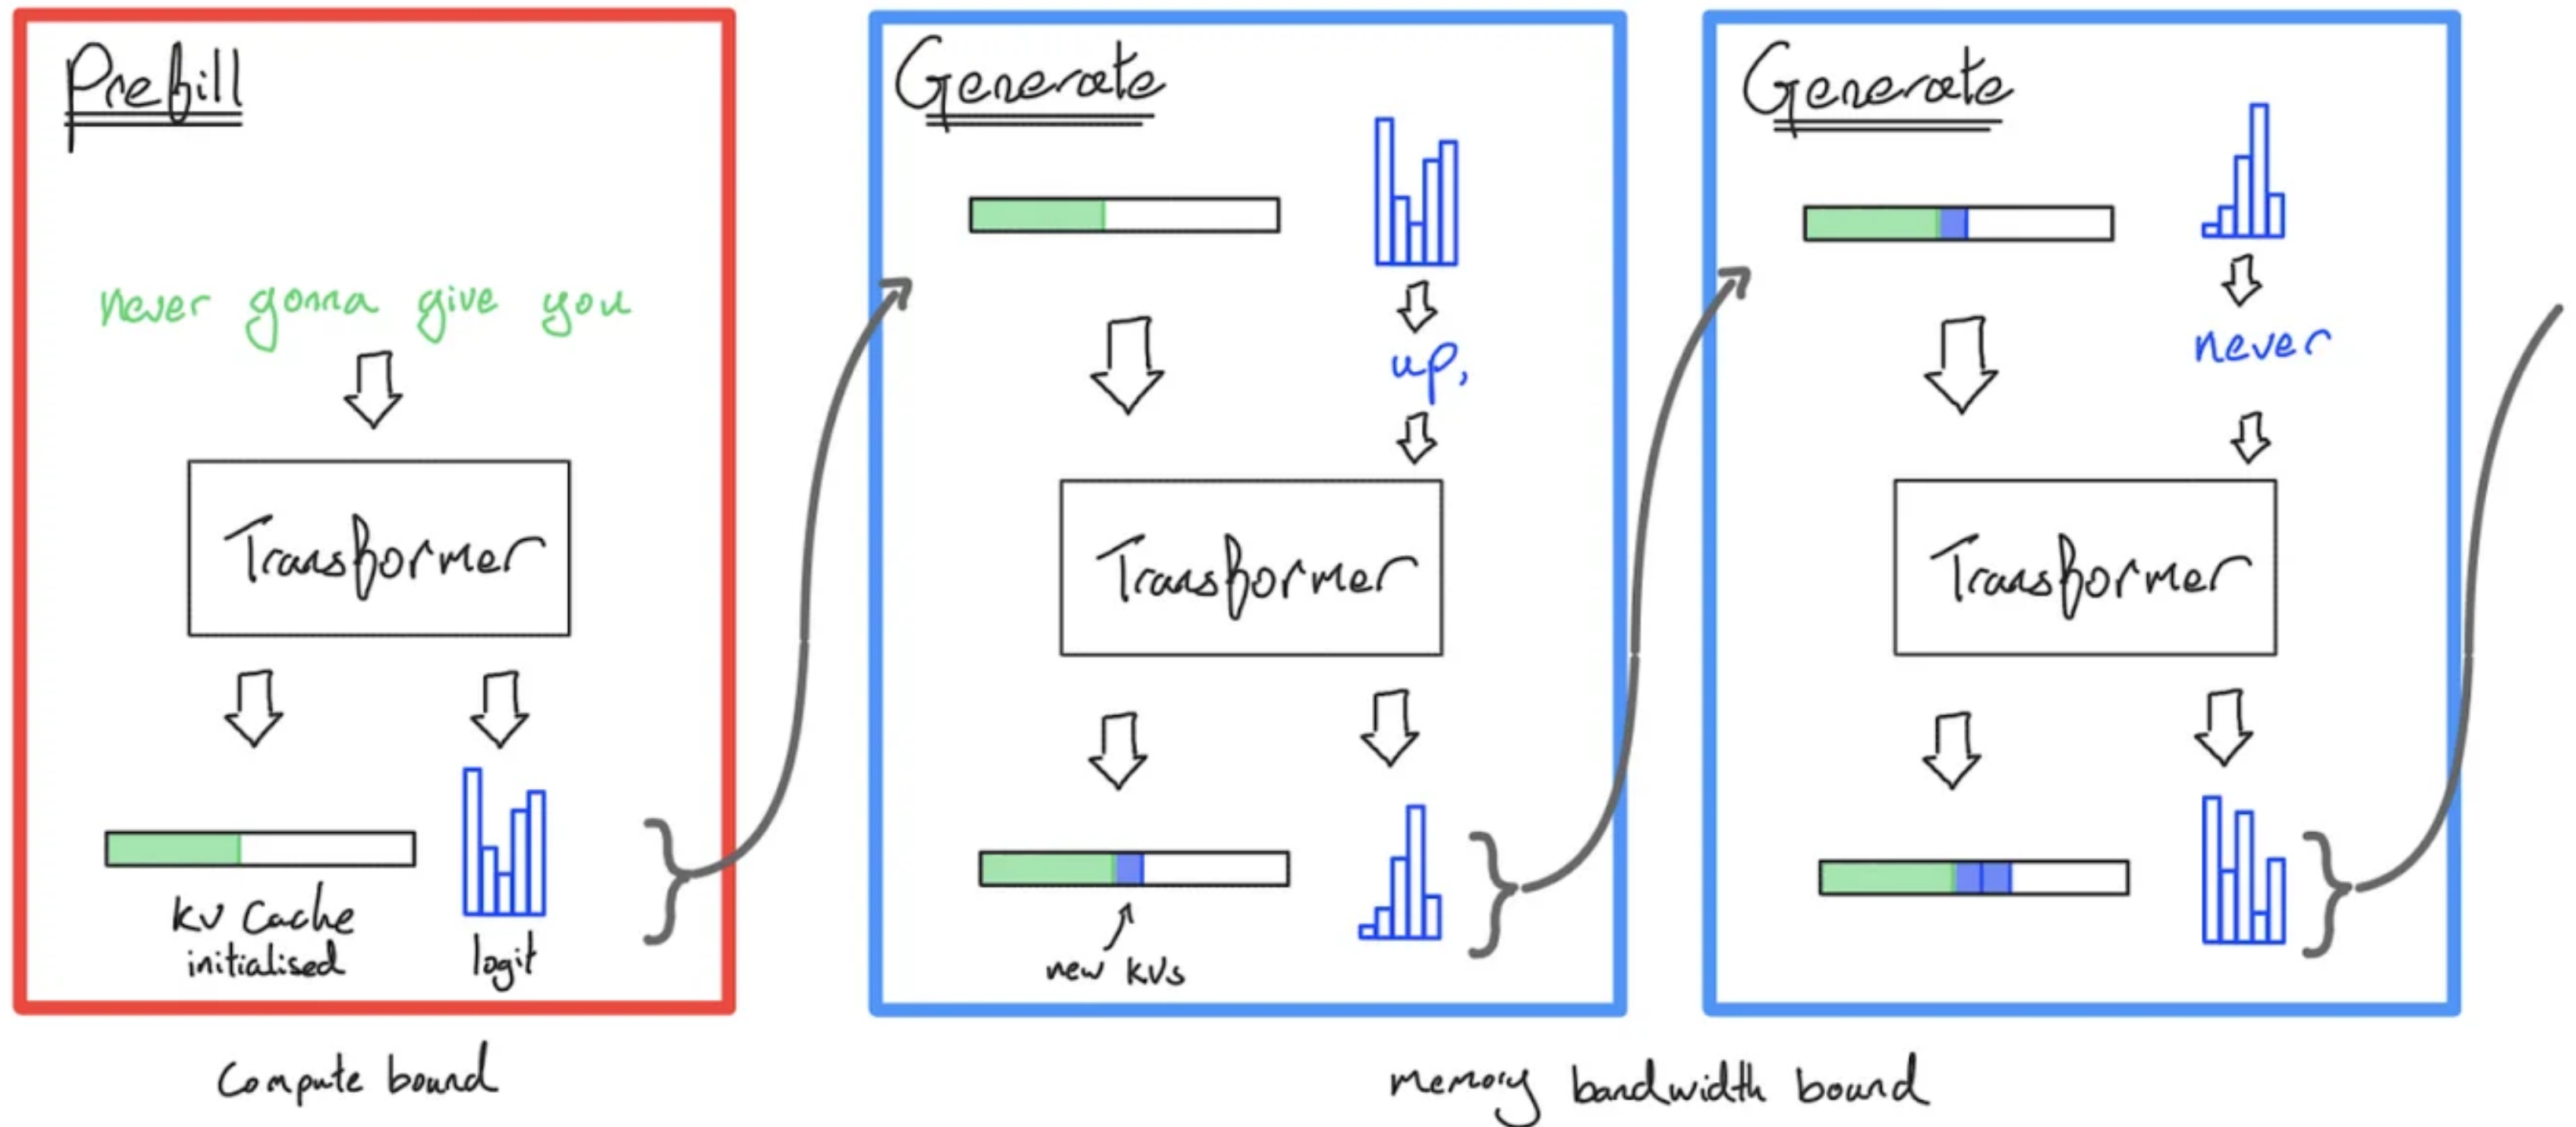 Prefill
never gonna give you
Transformer
KV Cache
initialised
logit
Compute bound
Generate
up,
Transformer
new KVs
Generate
never
Transformer
memory bandwidth bound